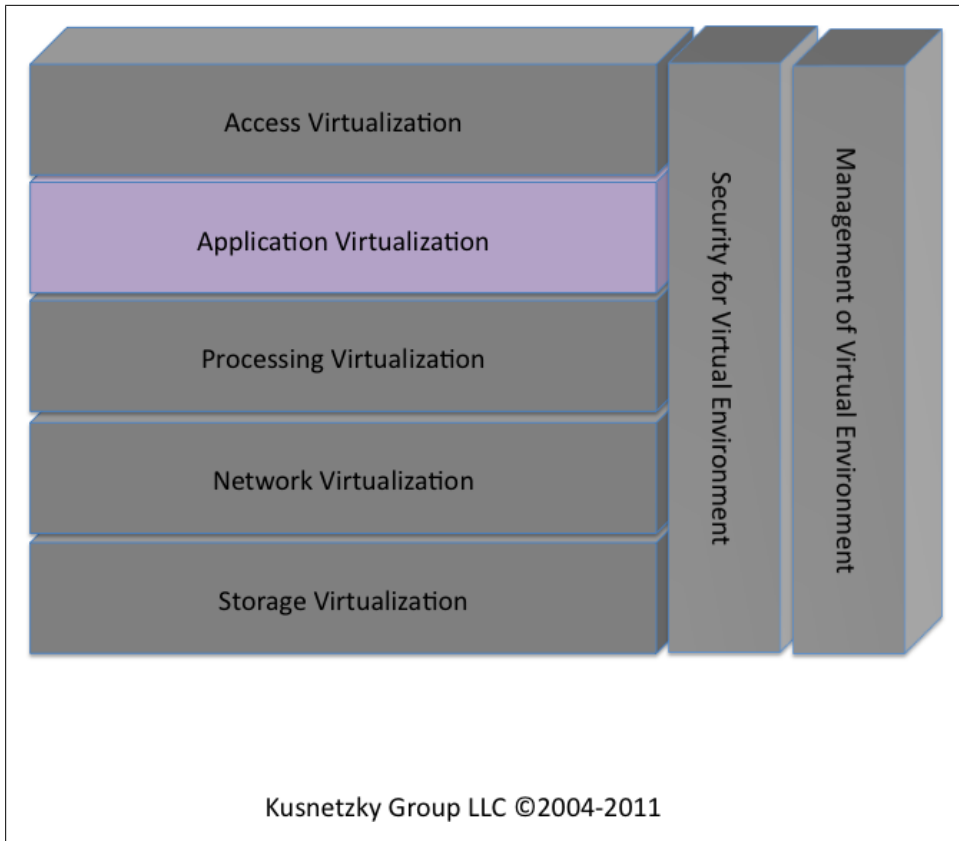 Access Virtualization
Application Virtualization
Processing Virtualization
Network Virtualization
Storage Virtualization
Security for Virtual Environment
Management of Virtual Environment
Kusnetzky Group LLC ©2004-2011